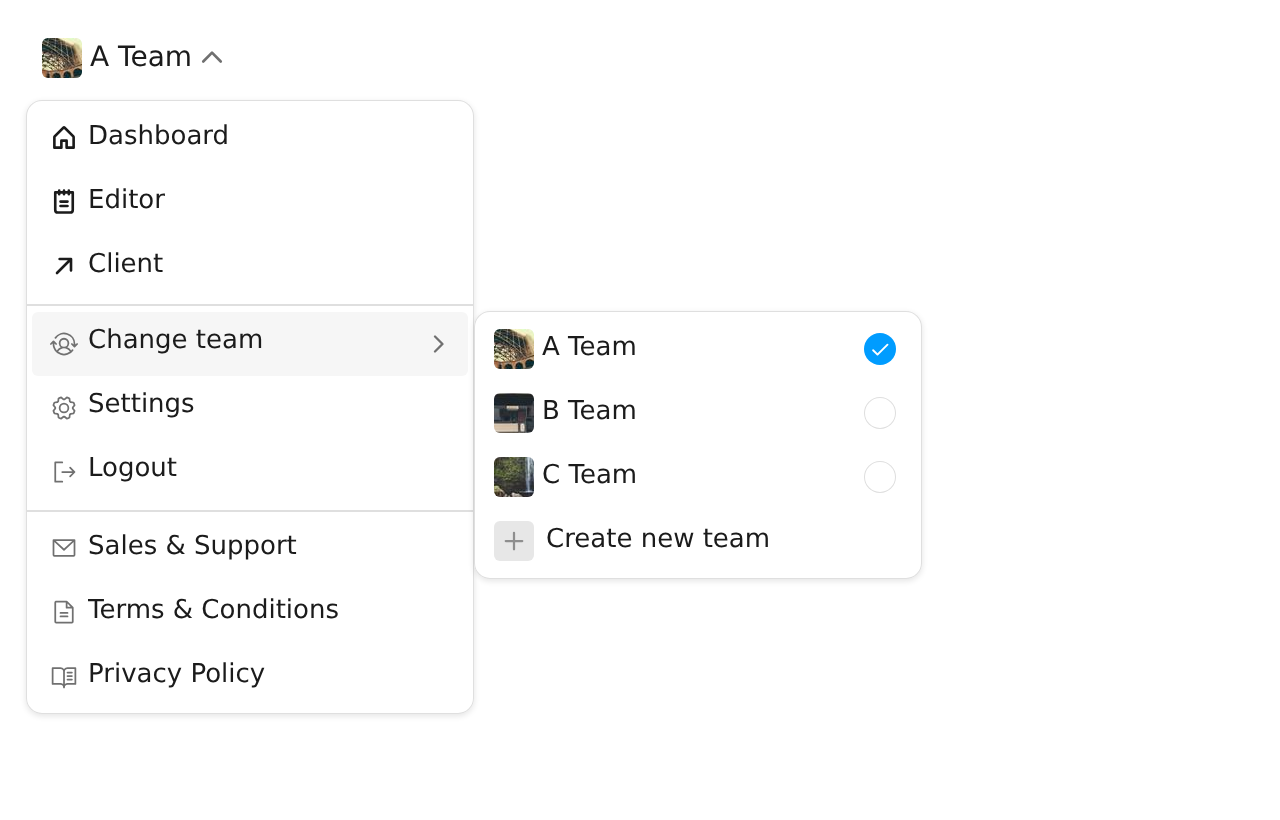 A Team
Dashboard
Editor
Client
Change team
Settings
Logout
Sales & Support
Terms & Conditions
Privacy Policy
A Team
B Team
C Team
Create new team